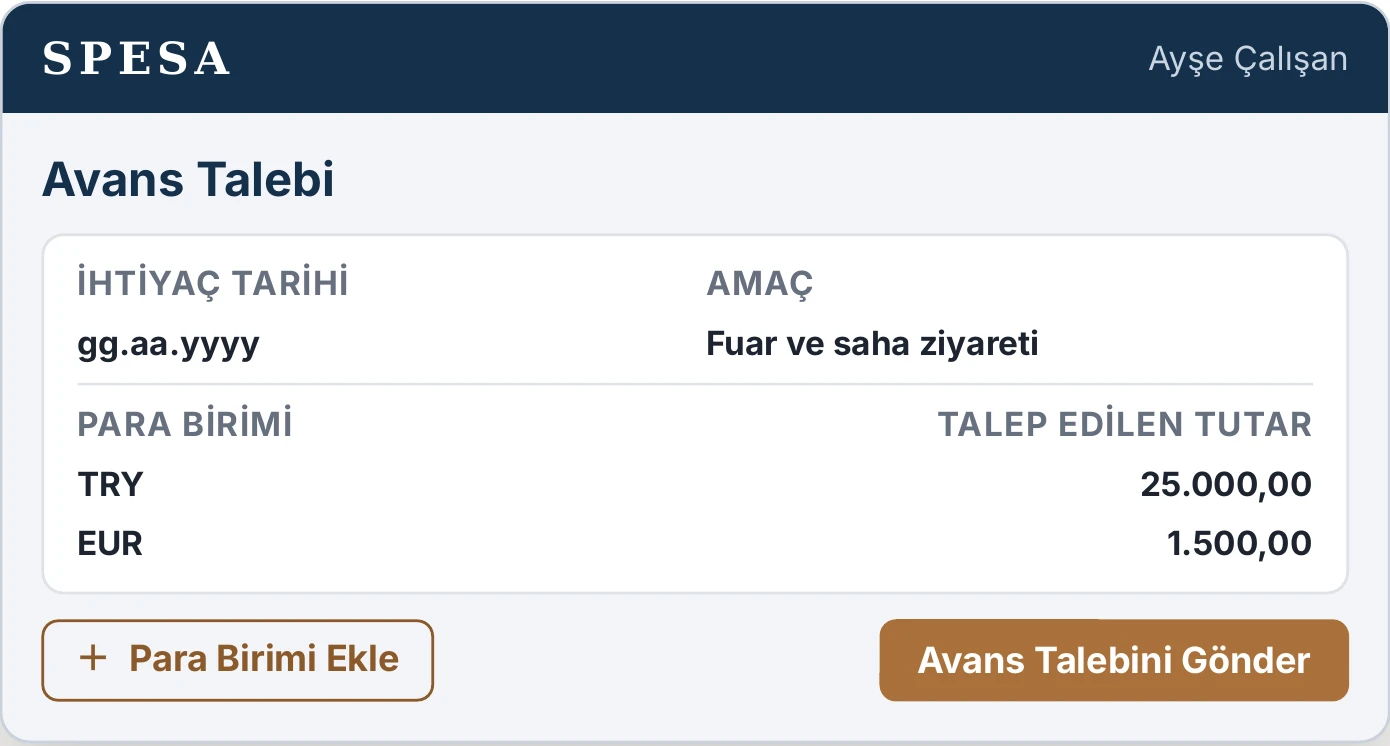 SPESA
Ayşe Çalışan
Avans Talebi
İHTİYAÇ TARİHİ
AMAÇ
gg.aa.yyyy
Fuar ve saha ziyareti
PARA BİRİMİ
TALEP EDİLEN TUTAR
TRY
25.000,00
EUR
1.500,00
+ Para Birimi Ekle
Avans Talebini Gönder